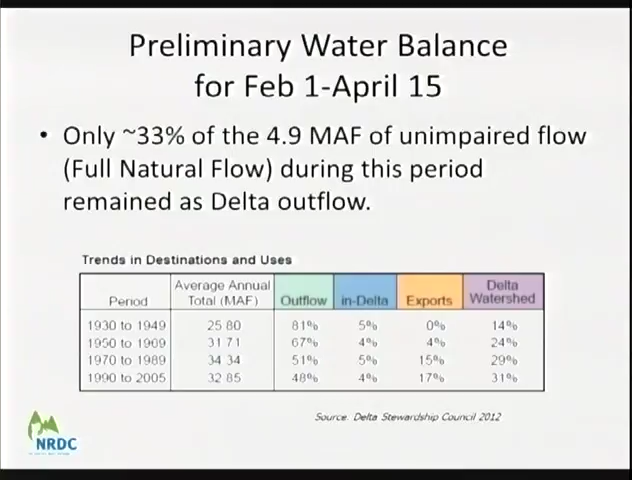 Preliminary Water Balance
for Feb 1-April 15
• Only ~33% of the 4.9 MAF of unimpaired flow
(Full Natural Flow) during this period
remained as Delta outflow.
Trends in Destinations and Uses
Period Average Annual Total (MAF) Outflow in-Delta Exports Delta Watershed
1930 to 1949 25 80 81% 5% 0% 14%
1950 to 1969 31 71 67% 4% 4% 24%
1970 to 1989 34 34 51% 5% 15% 29%
1990 to 2005 32 85 48% 4% 17% 31%
Source. Delta Stewardship Council 2012
NRDC